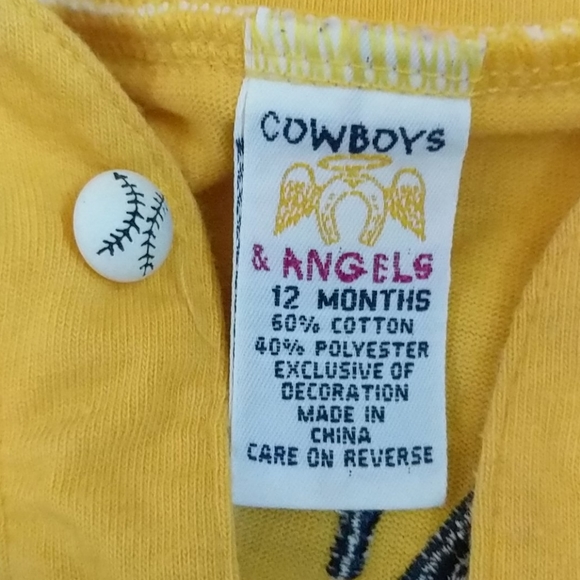 COWBOYS
& ANGELS
12 MONTHS
60% COTTON
40% POLYESTER
EXCLUSIVE OF
DECORATION
MADE IN
CHINA
CARE ON REVERSE